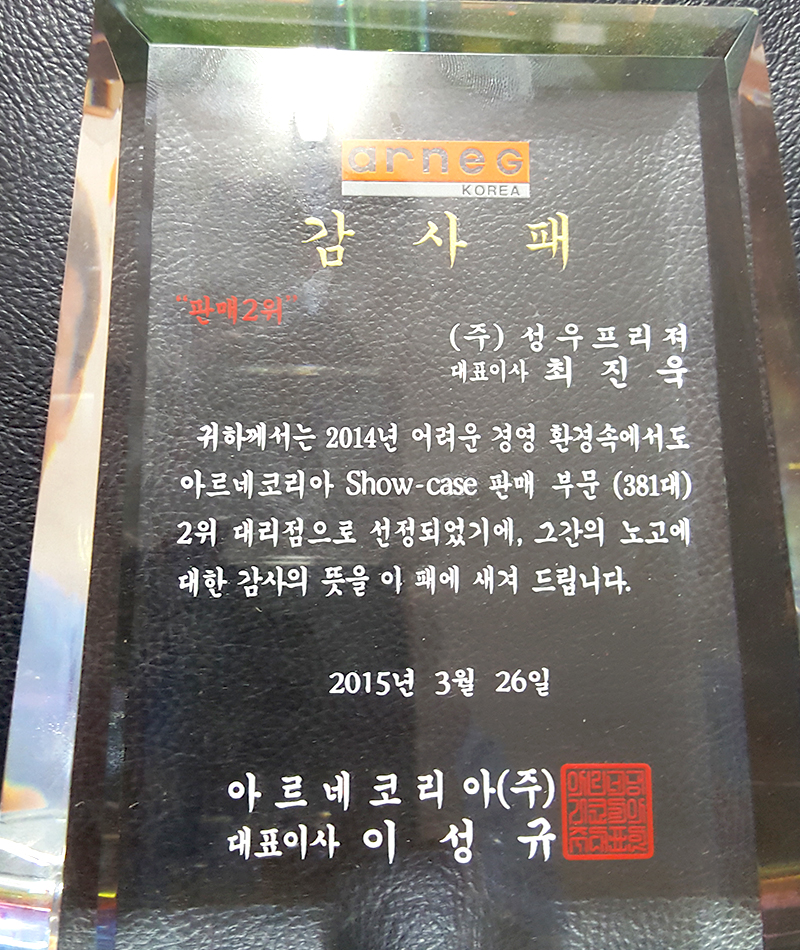 arneG
KOREA
감 사 패
"판매2위"
(주) 성우프리져
대표이사 최 진 욱
귀하께서는 2014년 어려운 경영 환경속에서도
아르네코리아 Show-case 판매 부문 (381대)
2위 대리점으로 선정되었기에, 그간의 노고에
대한 감사의 뜻을 이 패에 새겨 드립니다.
2015년 3월 26일
아르네코리아(주)
대표이사 이 성 규